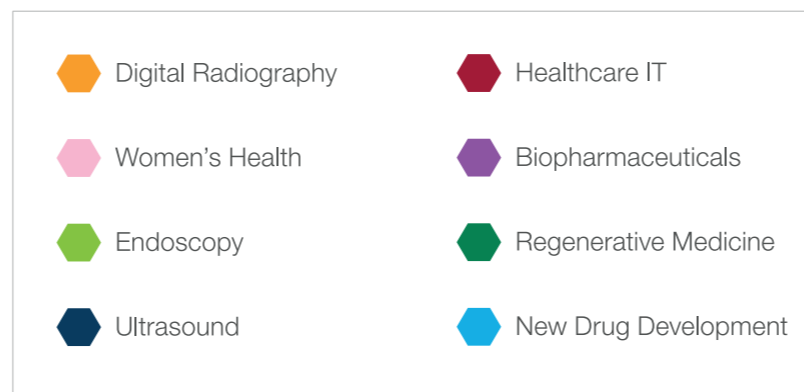 Digital Radiography
Women's Health
Endoscopy
Ultrasound
Healthcare IT
Biopharmaceuticals
Regenerative Medicine
New Drug Development